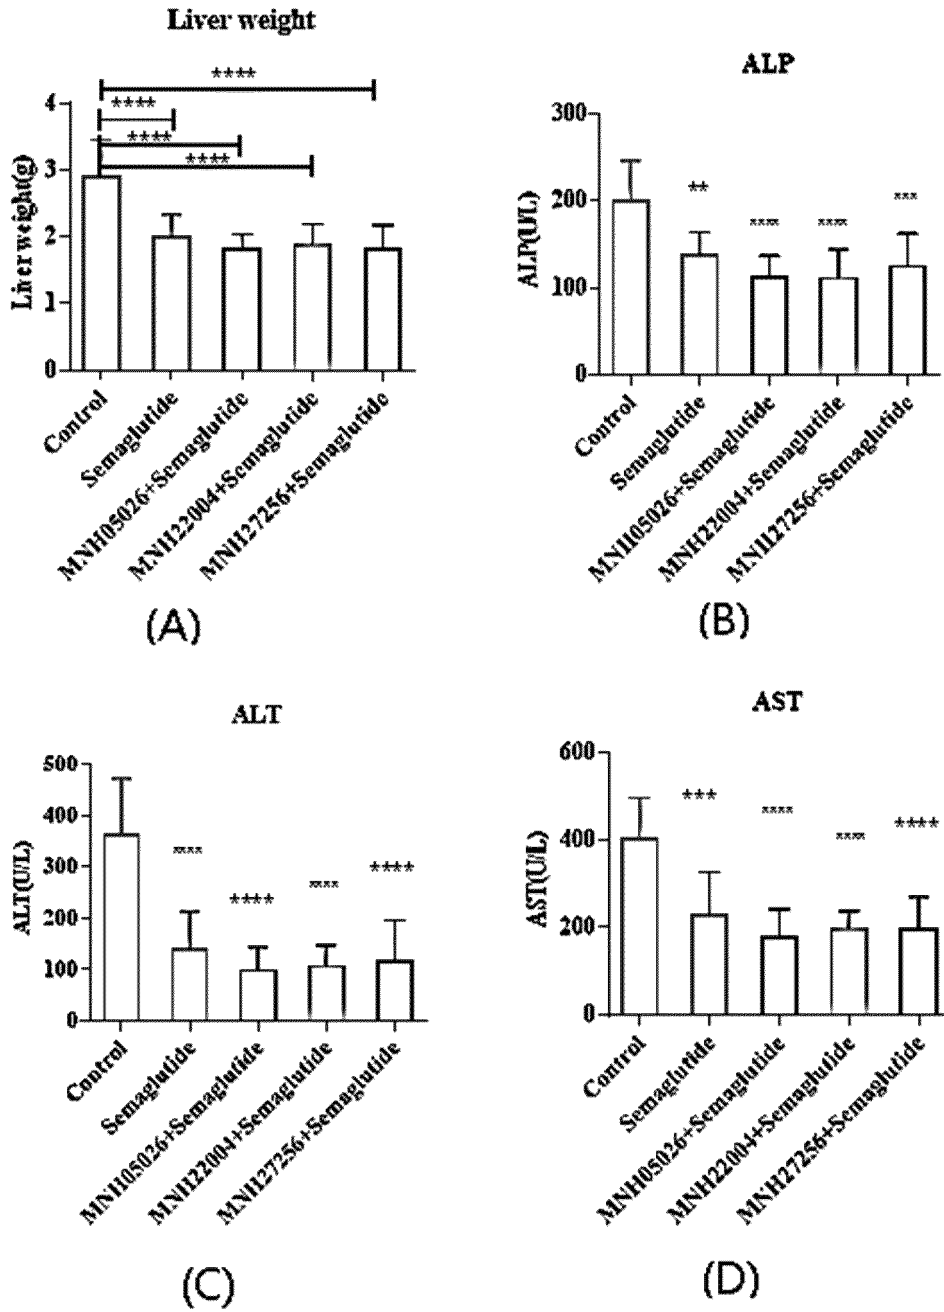 Liver weight
****
****
****
****
Liver weight(g)
4
3
2
1
0
Control
Semaglutide
MNH05026+Semaglutide
MNH22004+Semaglutide
MNH27256+Semaglutide
(A)
ALP
ALP(U/L)
300
200
100
0
**
****
****
***
Control
Semaglutide
MNH05026+Semaglutide
MNH22004+Semaglutide
MNH27256+Semaglutide
(B)
ALT
ALT(U/L)
500
400
300
200
100
0
****
****
****
****
Control
Semaglutide
MNH05026+Semaglutide
MNH22004+Semaglutide
MNH27256+Semaglutide
(C)
AST
AST(U/L)
600
400
200
0
***
****
****
****
Control
Semaglutide
MNH05026+Semaglutide
MNH22004+Semaglutide
MNH27256+Semaglutide
(D)